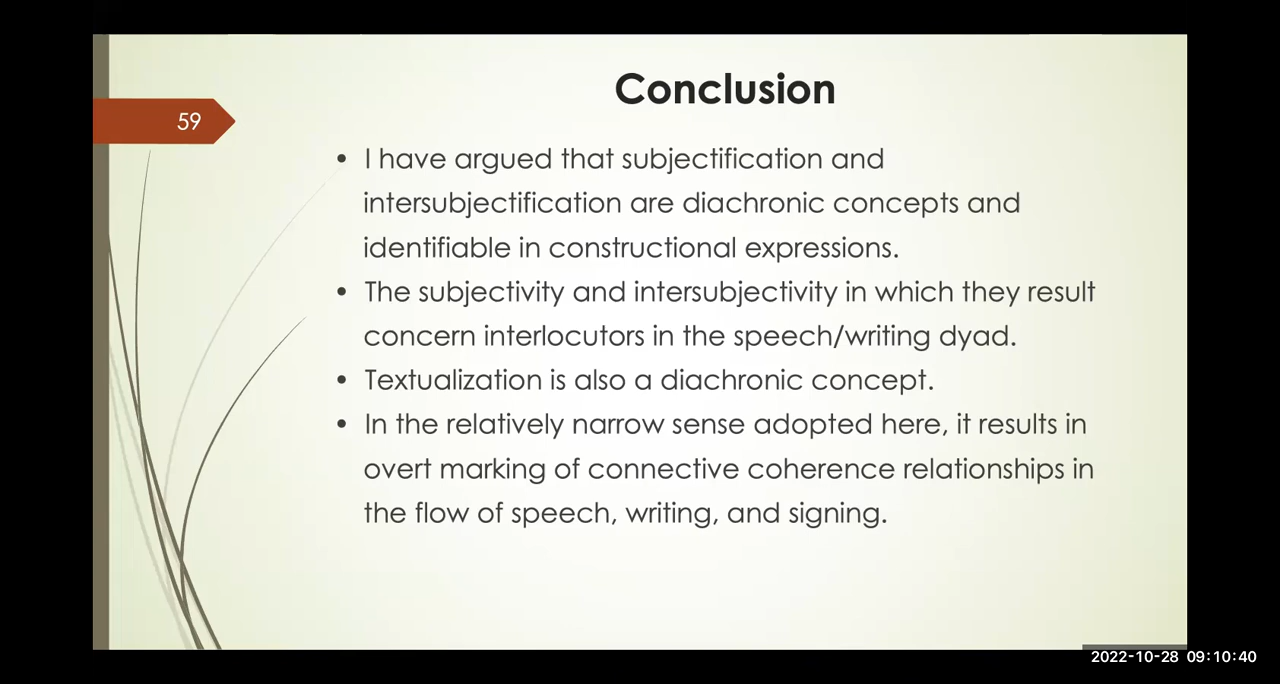 Conclusion
59
• I have argued that subjectification and
intersubjectification are diachronic concepts and
identifiable in constructional expressions.
• The subjectivity and intersubjectivity in which they result
concern interlocutors in the speech/writing dyad.
• Textualization is also a diachronic concept.
• In the relatively narrow sense adopted here, it results in
overt marking of connective coherence relationships in
the flow of speech, writing, and signing.
2022-10-28 09:10:40